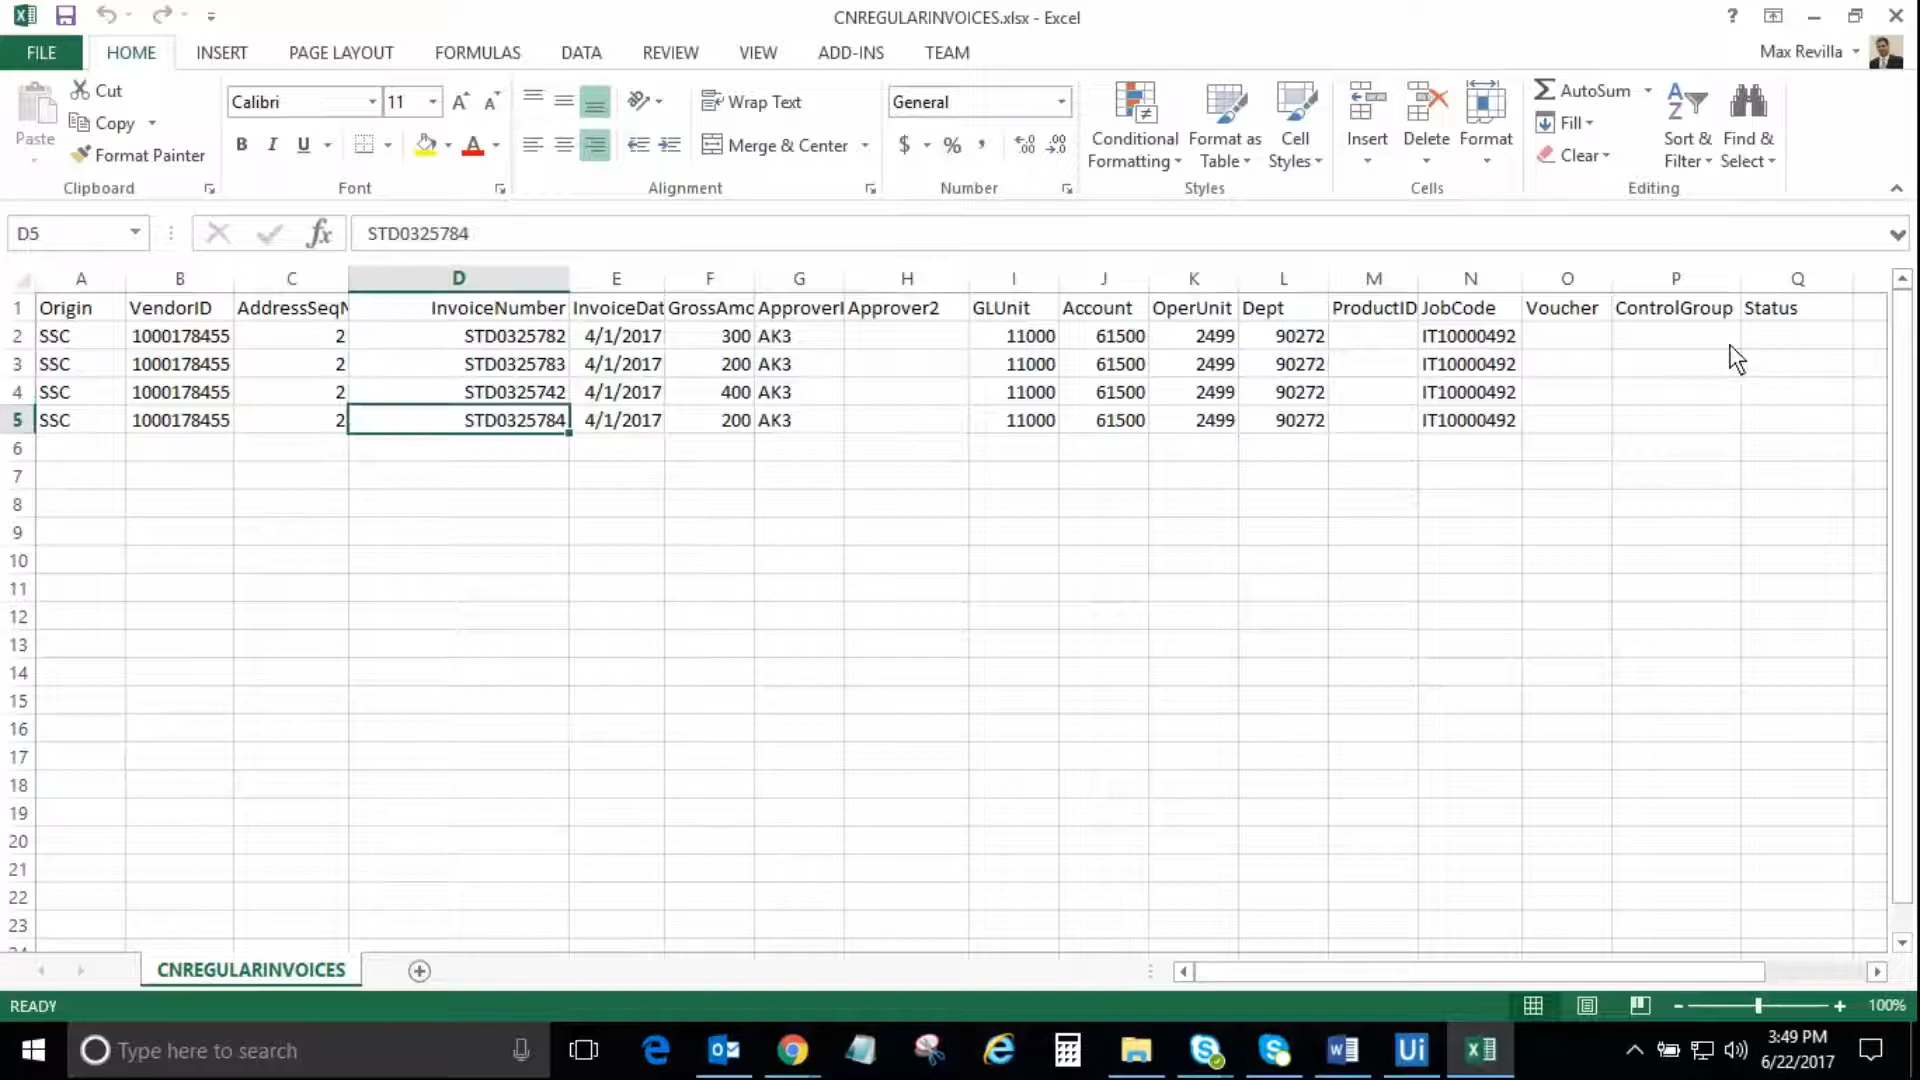 CNREGULARINVOICES.xlsx - Excel
?
FILE HOME INSERT PAGE LAYOUT FORMULAS DATA REVIEW VIEW ADD-INS TEAM Max Revilla
Paste
Cut
Copy
Format Painter
Clipboard
Calibri 11
B I U
Font
Wrap Text
Merge & Center
Alignment
General
$ %
Number
Conditional Formatting
Format as Table
Cell Styles
Styles
Insert Delete Format
Cells
AutoSum
Fill
Clear
Sort & Filter
Find & Select
Editing
D5 fx STD0325784
A B C D E F G H I J K L M N O P Q
1 Origin VendorID AddressSeqN InvoiceNumber InvoiceDat GrossAmo ApproverI Approver2 GLUnit Account OperUnit Dept ProductID JobCode Voucher ControlGroup Status
2 SSC 1000178455 2 STD0325782 4/1/2017 300 AK3 11000 61500 2499 90272 IT10000492
3 SSC 1000178455 2 STD0325783 4/1/2017 200 AK3 11000 61500 2499 90272 IT10000492
4 SSC 1000178455 2 STD0325742 4/1/2017 400 AK3 11000 61500 2499 90272 IT10000492
5 SSC 1000178455 2 STD0325784 4/1/2017 200 AK3 11000 61500 2499 90272 IT10000492
6
7
8
9
10
11
12
13
14
15
16
17
18
19
20
21
22
23
CNREGULARINVOICES
READY 100%
Type here to search
Ui
3:49 PM
6/22/2017